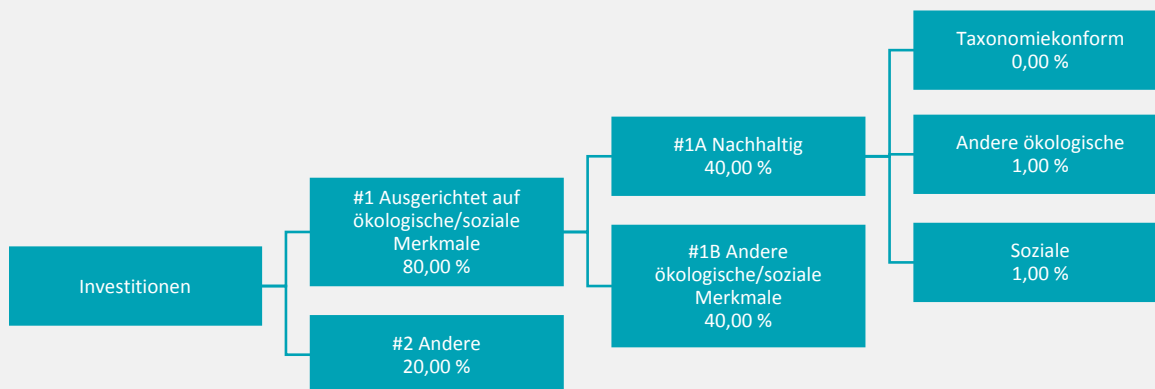 Investitionen
#1 Ausgerichtet auf
ökologische/soziale
Merkmale
80,00 %
#2 Andere
20,00 %
#1A Nachhaltig
40,00 %
#1B Andere
ökologische/soziale
Merkmale
40,00 %
Taxonomiekonform
0,00 %
Andere ökologische
1,00 %
Soziale
1,00 %